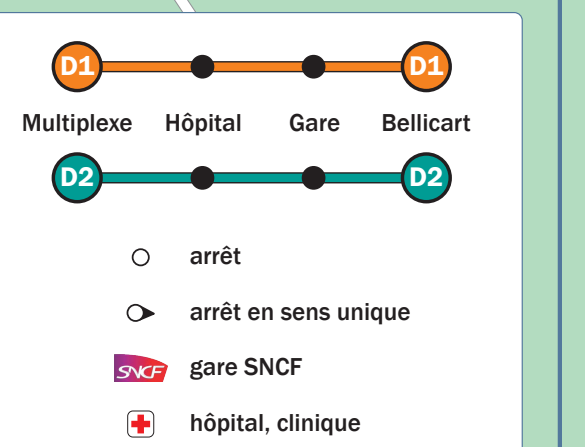 D1 D1
Multiplexe Hôpital Gare Bellicart
D2 D2
arrêt
arrêt en sens unique
SNCF gare SNCF
hôpital, clinique